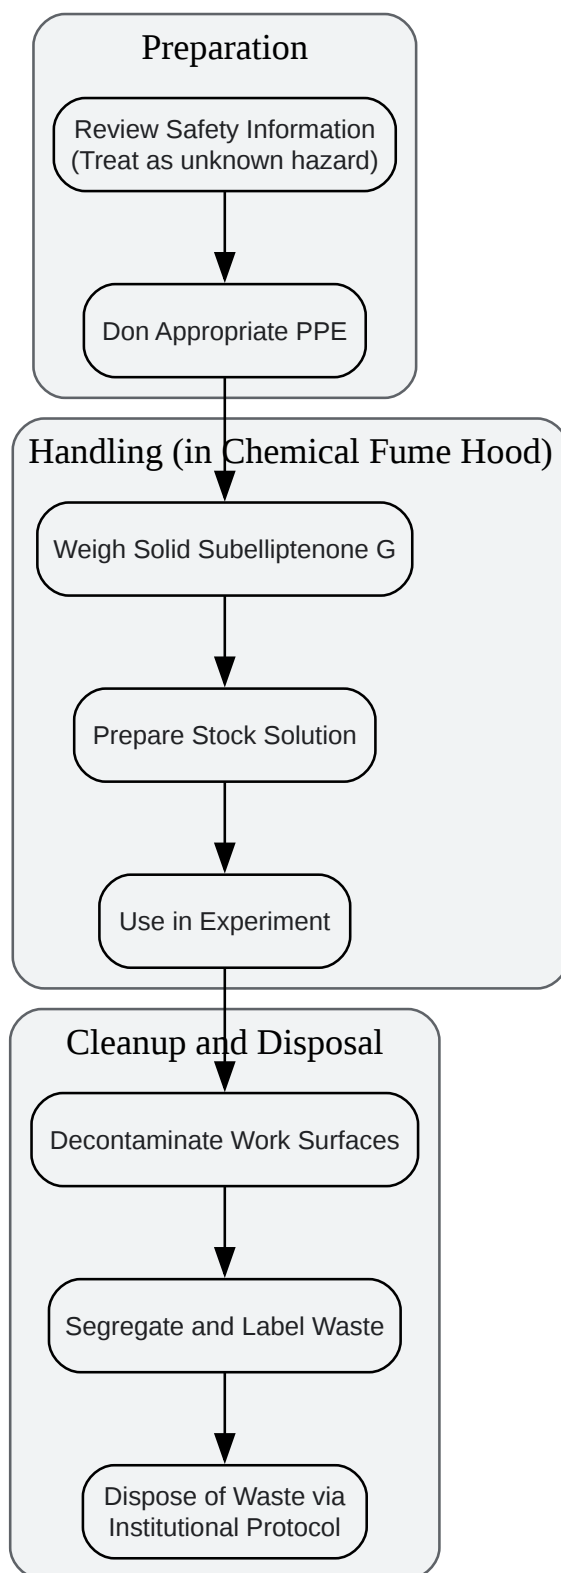 Preparation
Review Safety Information
(Treat as unknown hazard)
Don Appropriate PPE
Handling (in Chemical Fume Hood)
Weigh Solid Subelliptenone G
Prepare Stock Solution
Use in Experiment
Cleanup and Disposal
Decontaminate Work Surfaces
Segregate and Label Waste
Dispose of Waste via
Institutional Protocol